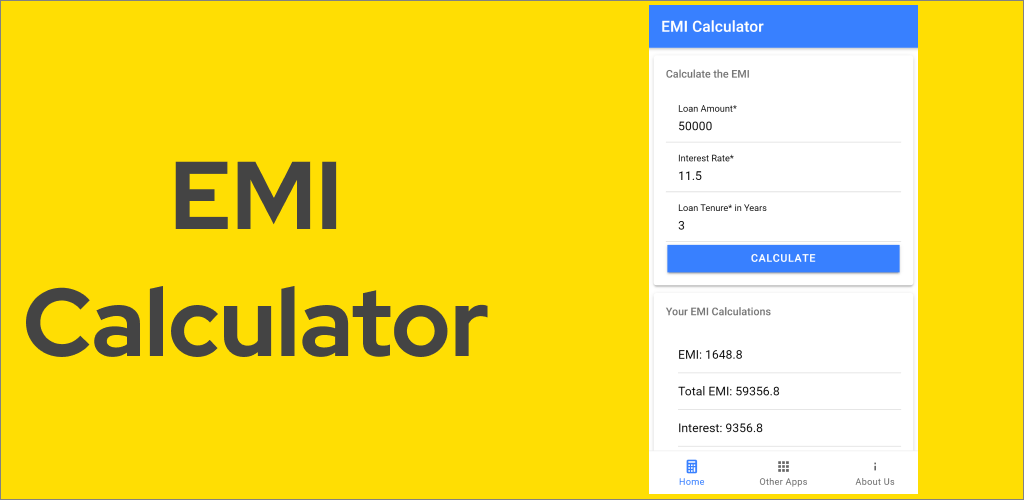 EMI
Calculator
EMI Calculator
Calculate the EMI
Loan Amount*
50000
Interest Rate*
11.5
Loan Tenure* in Years
3
CALCULATE
Your EMI Calculations
EMI: 1648.8
Total EMI: 59356.8
Interest: 9356.8
Home Other Apps About Us